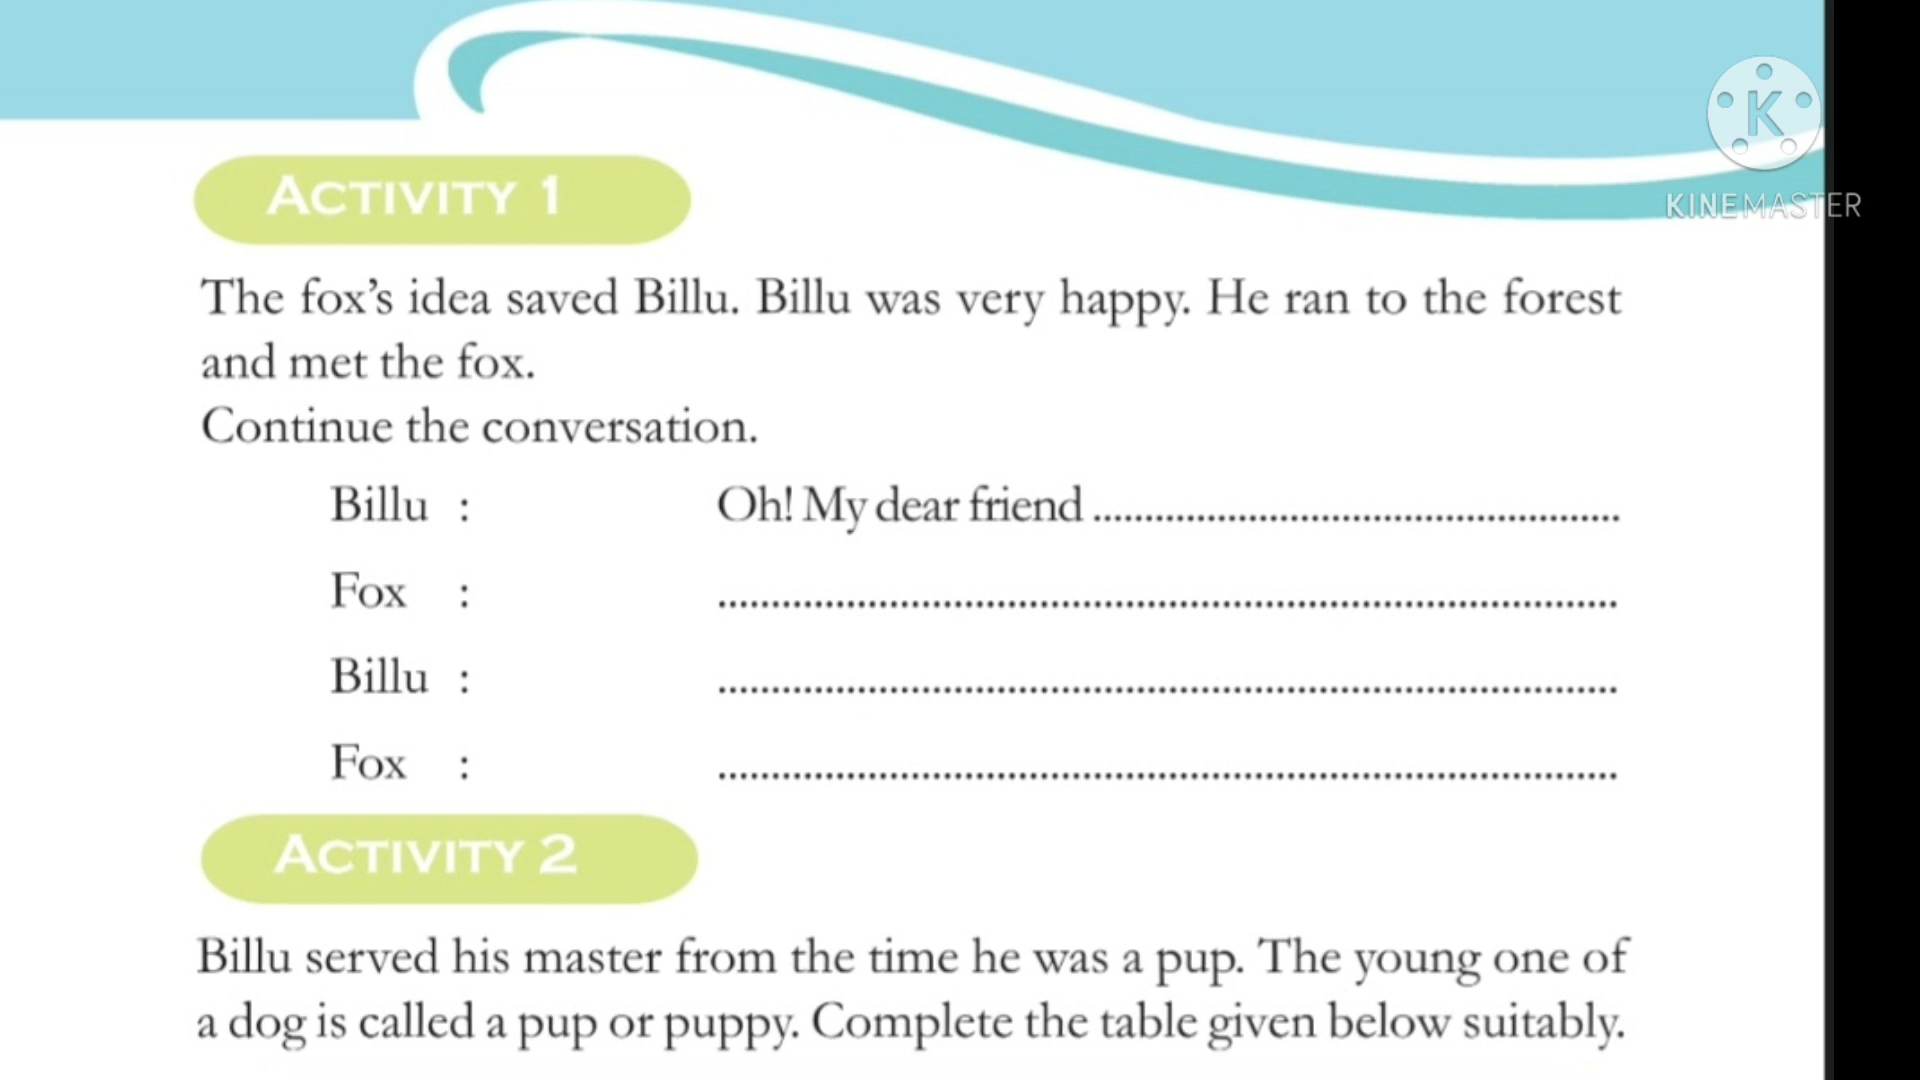 K
KINEMASTER
ACTIVITY 1
The fox's idea saved Billu. Billu was very happy. He ran to the forest
and met the fox.
Continue the conversation.
Billu : Oh! My dear friend ....................................................
Fox : .........................................................................................
Billu : .........................................................................................
Fox : .........................................................................................
ACTIVITY 2
Billu served his master from the time he was a pup. The young one of
a dog is called a pup or puppy. Complete the table given below suitably.